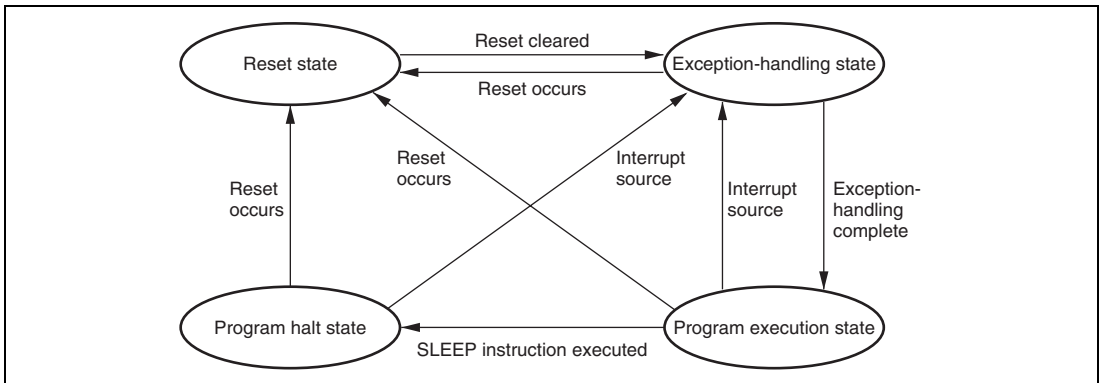 Reset cleared
Reset state
Exception-handling state
Reset occurs
Reset
occurs
Interrupt
source
Reset
occurs
Interrupt
source
Exception-
handling
complete
Program halt state
Program execution state
SLEEP instruction executed